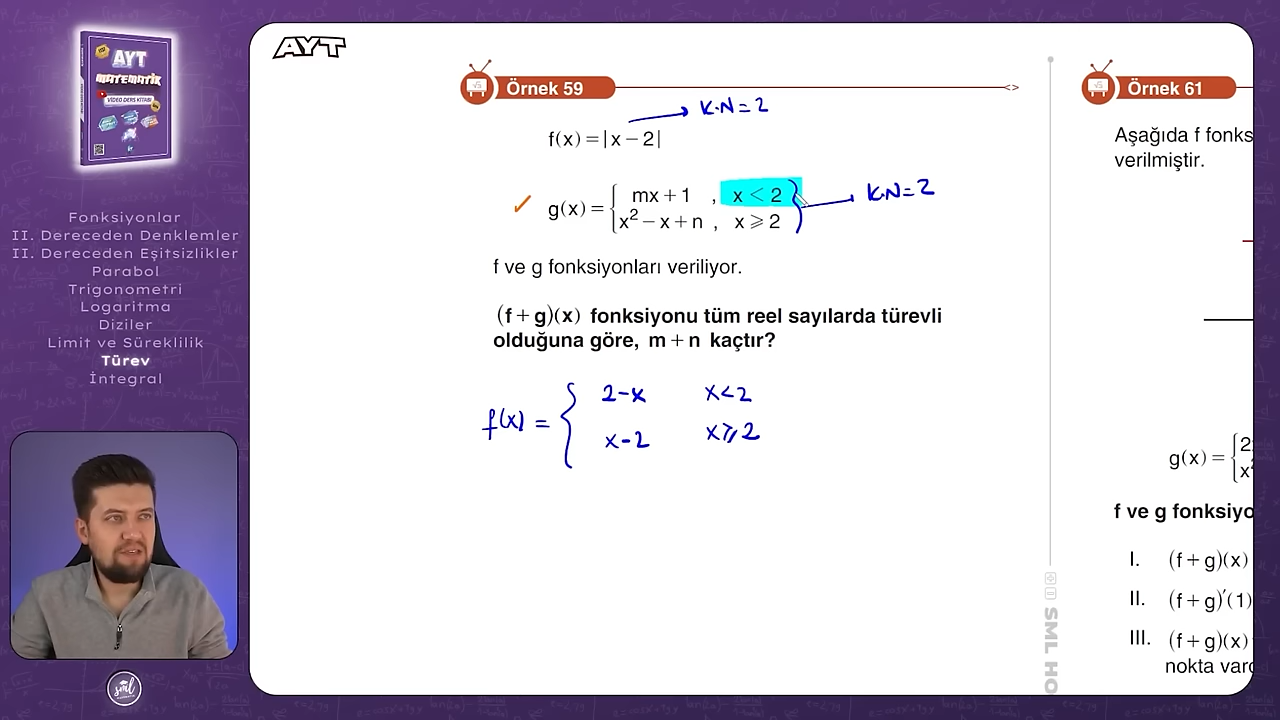 AYT
MATEMATİK
VİDEO DERS KİTABI
Fonksiyonlar
II. Dereceden Denklemler
II. Dereceden Eşitsizlikler
Parabol
Trigonometri
Logaritma
Diziler
Limit ve Süreklilik
Türev
İntegral
sml
AYT
Örnek 59
K.N=2
f(x)=|x−2|
g(x)= { mx+1 , x<2
x²−x+n , x⩾2
K.N=2
f ve g fonksiyonları veriliyor.
(f+g)(x) fonksiyonu tüm reel sayılarda türevli
olduğuna göre, m+n kaçtır?
f(x) = { 2-x x<2
x-2 x⩾2
SML HO
Örnek 61
Aşağıda f fonks
verilmiştir.
g(x)= { 2
x
f ve g fonksiyo
I. (f+g)(x)
II. (f+g)′(1)
III. (f+g)(x)
nokta vard